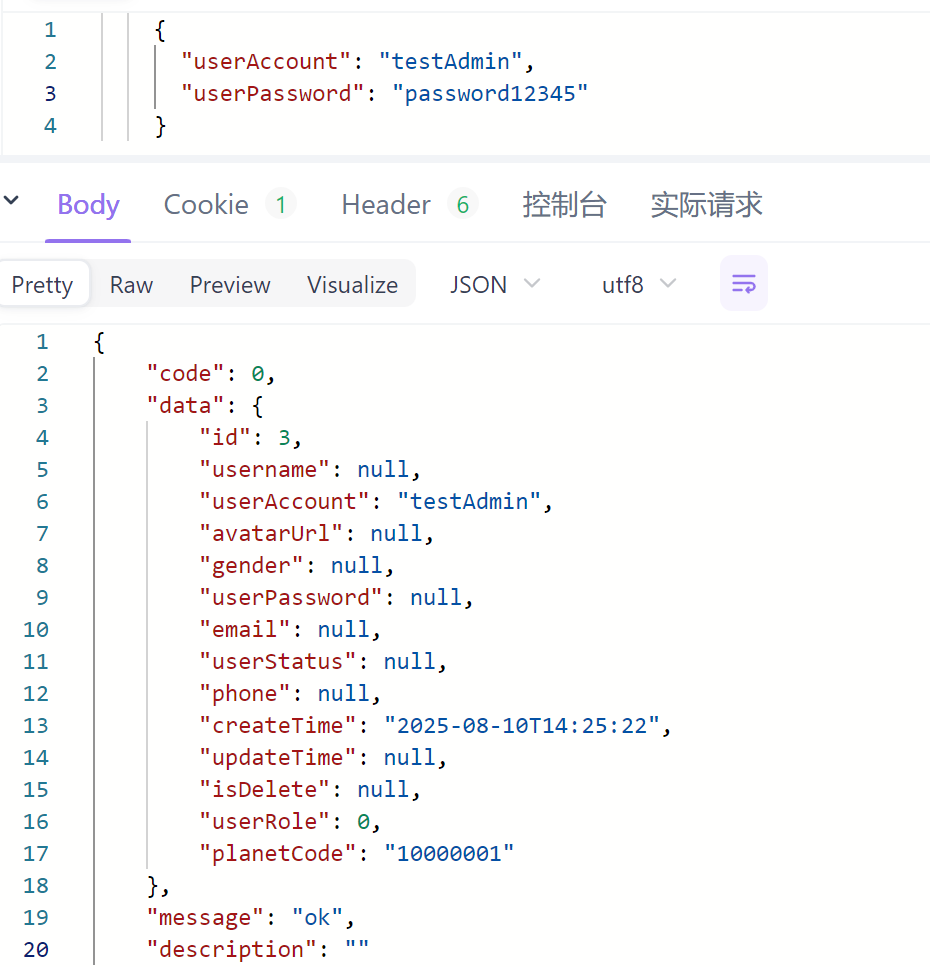 1 {
2 "userAccount": "testAdmin",
3 "userPassword": "password12345"
4 }
Body Cookie 1 Header 6 控制台 实际请求
Pretty Raw Preview Visualize JSON utf8
1 {
2 "code": 0,
3 "data": {
4 "id": 3,
5 "username": null,
6 "userAccount": "testAdmin",
7 "avatarUrl": null,
8 "gender": null,
9 "userPassword": null,
10 "email": null,
11 "userStatus": null,
12 "phone": null,
13 "createTime": "2025-08-10T14:25:22",
14 "updateTime": null,
15 "isDelete": null,
16 "userRole": 0,
17 "planetCode": "10000001"
18 },
19 "message": "ok",
20 "description": ""